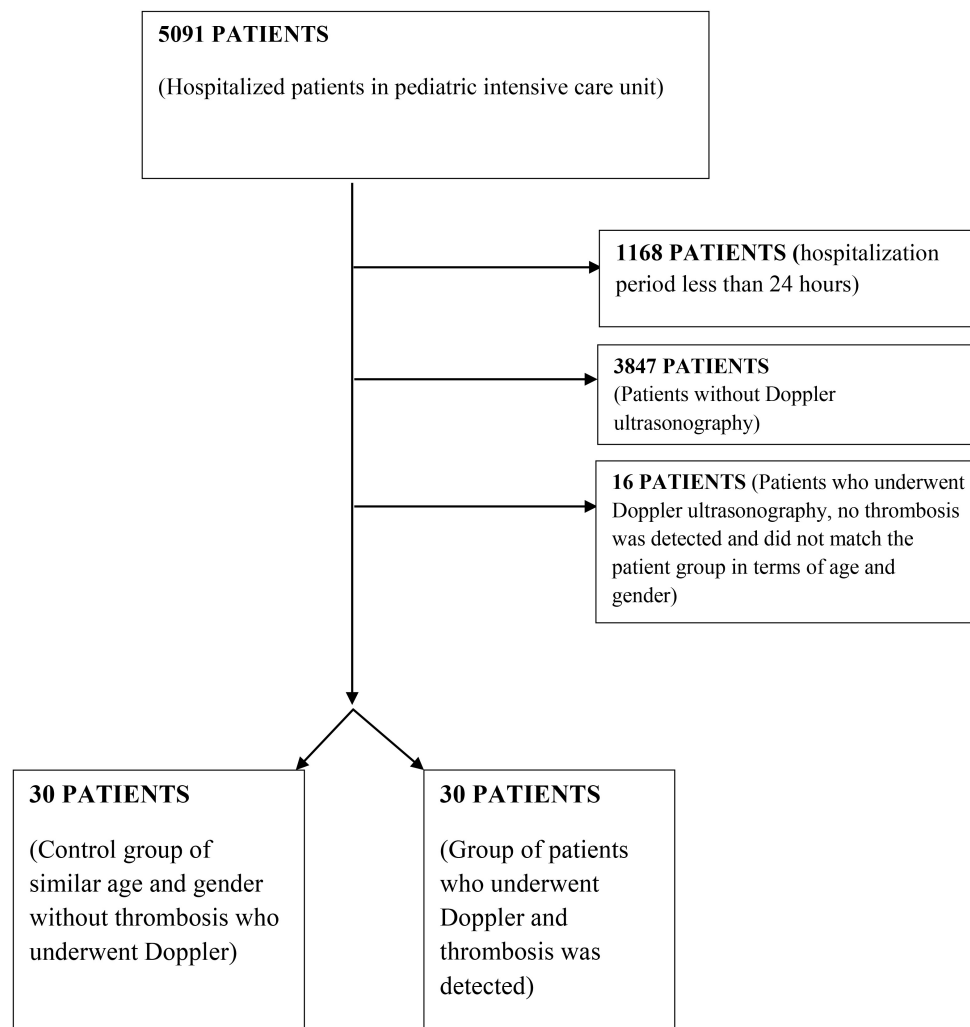 5091 PATIENTS
(Hospitalized patients in pediatric intensive care unit)
1168 PATIENTS (hospitalization
period less than 24 hours)
3847 PATIENTS
(Patients without Doppler
ultrasonography)
16 PATIENTS (Patients who underwent
Doppler ultrasonography, no thrombosis
was detected and did not match the
patient group in terms of age and
gender)
30 PATIENTS
(Control group of
similar age and gender
without thrombosis who
underwent Doppler)
30 PATIENTS
(Group of patients
who underwent
Doppler and
thrombosis was
detected)